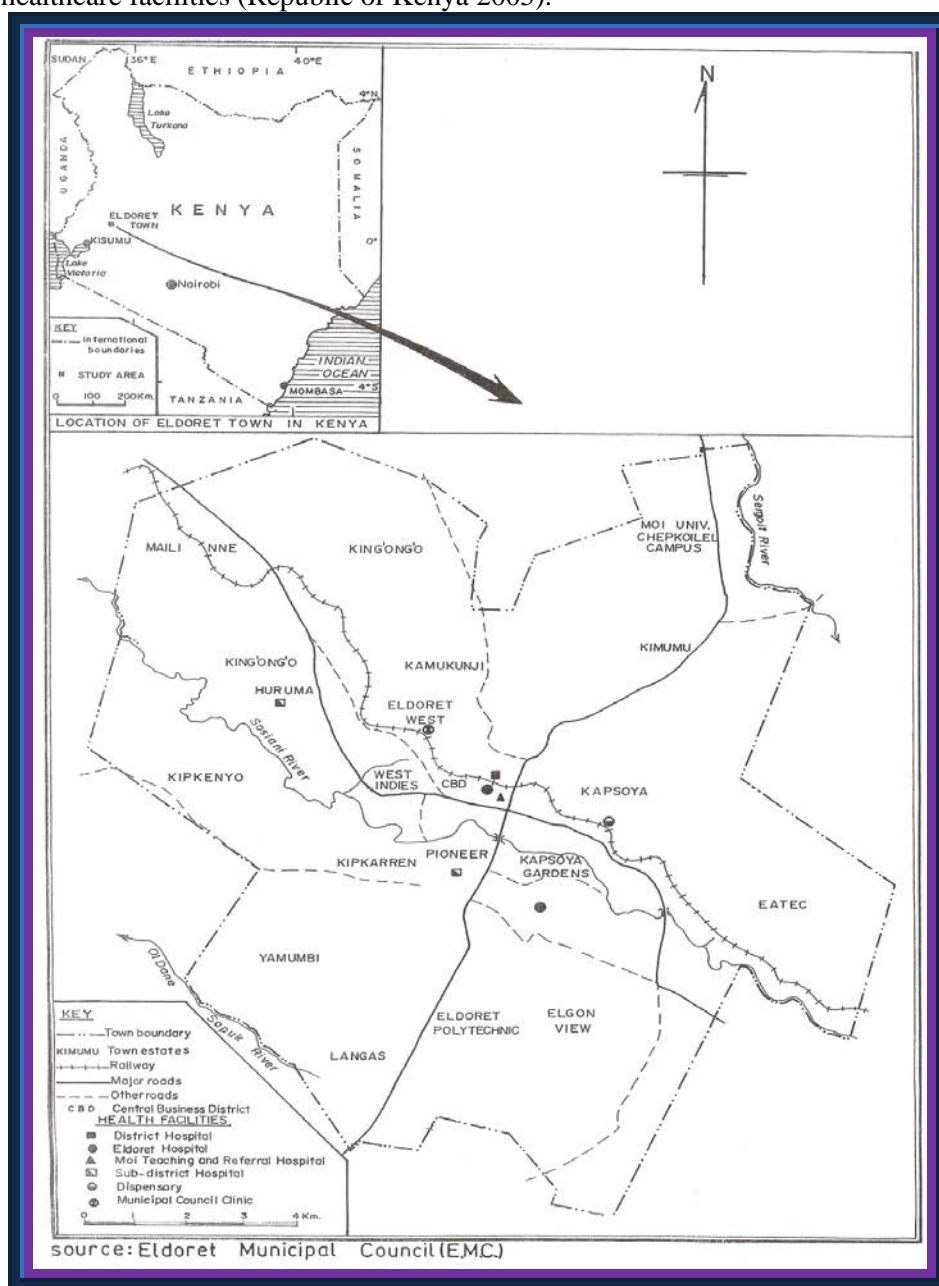 healthcare facilities (Republic of Kenya 2003).
SUDAN
36°E
40°E
ETHIOPIA
4°N
Lake
Turkana
UGANDA
SOMALIA
KENYA
ELDORET
TOWN
KISUMU
0°
Lake
Victoria
Nairobi
KEY
International
boundaries
STUDY AREA
0 100 200Km.
INDIAN
OCEAN
MOMBASA
4°S
TANZANIA
LOCATION OF ELDORET TOWN IN KENYA
N
MOI UNIV.
CHEPKOILEL
CAMPUS
Sergoit River
MAILI NNE
KING'ONG'O
KING'ONG'O
KAMUKUNJI
KIMUMU
HURUMA
ELDORET
WEST
Sosiani River
KIPKENYO
WEST
INDIES
CBD
KAPSOYA
KIPKARREN
PIONEER
KAPSOYA
GARDENS
EATEC
YAMUMBI
Ol Dane
Sapuk River
ELDORET
POLYTECHNIC
ELGON
VIEW
LANGAS
KEY
Town boundary
KIMUMU Town estates
Railway
Major roads
Other roads
CBD Central Business District
HEALTH FACILITIES
District Hospital
Eldoret Hospital
Moi Teaching and Referral Hospital
Sub-district Hospital
Dispensary
Municipal Council Clinic
0 1 2 3 4 Km.
source: Eldoret Municipal Council (E.M.C.)